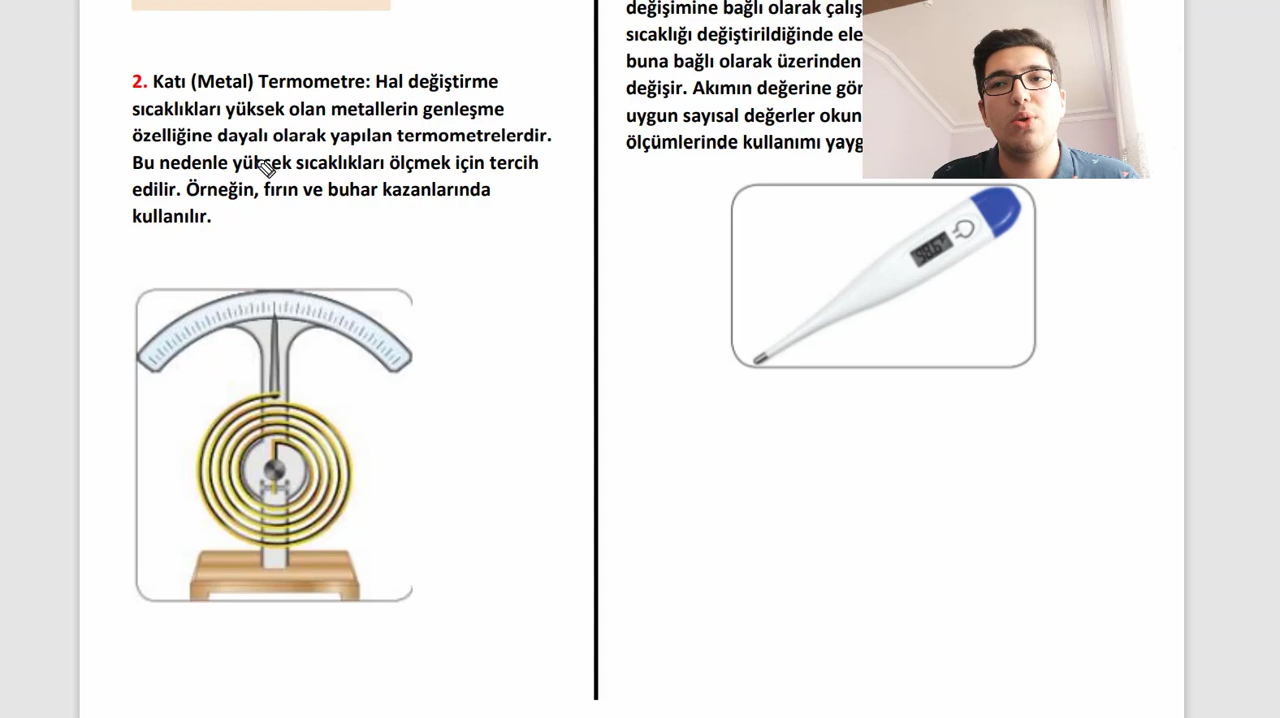 2. Katı (Metal) Termometre: Hal değiştirme
sıcaklıkları yüksek olan metallerin genleşme
özelliğine dayalı olarak yapılan termometrelerdir.
Bu nedenle yüksek sıcaklıkları ölçmek için tercih
edilir. Örneğin, fırın ve buhar kazanlarında
kullanılır.
değişimine bağlı olarak çalış
sıcaklığı değiştirildiğinde ele
buna bağlı olarak üzerinden
değişir. Akımın değerine gör
uygun sayısal değerler okun
ölçümlerinde kullanımı yayg